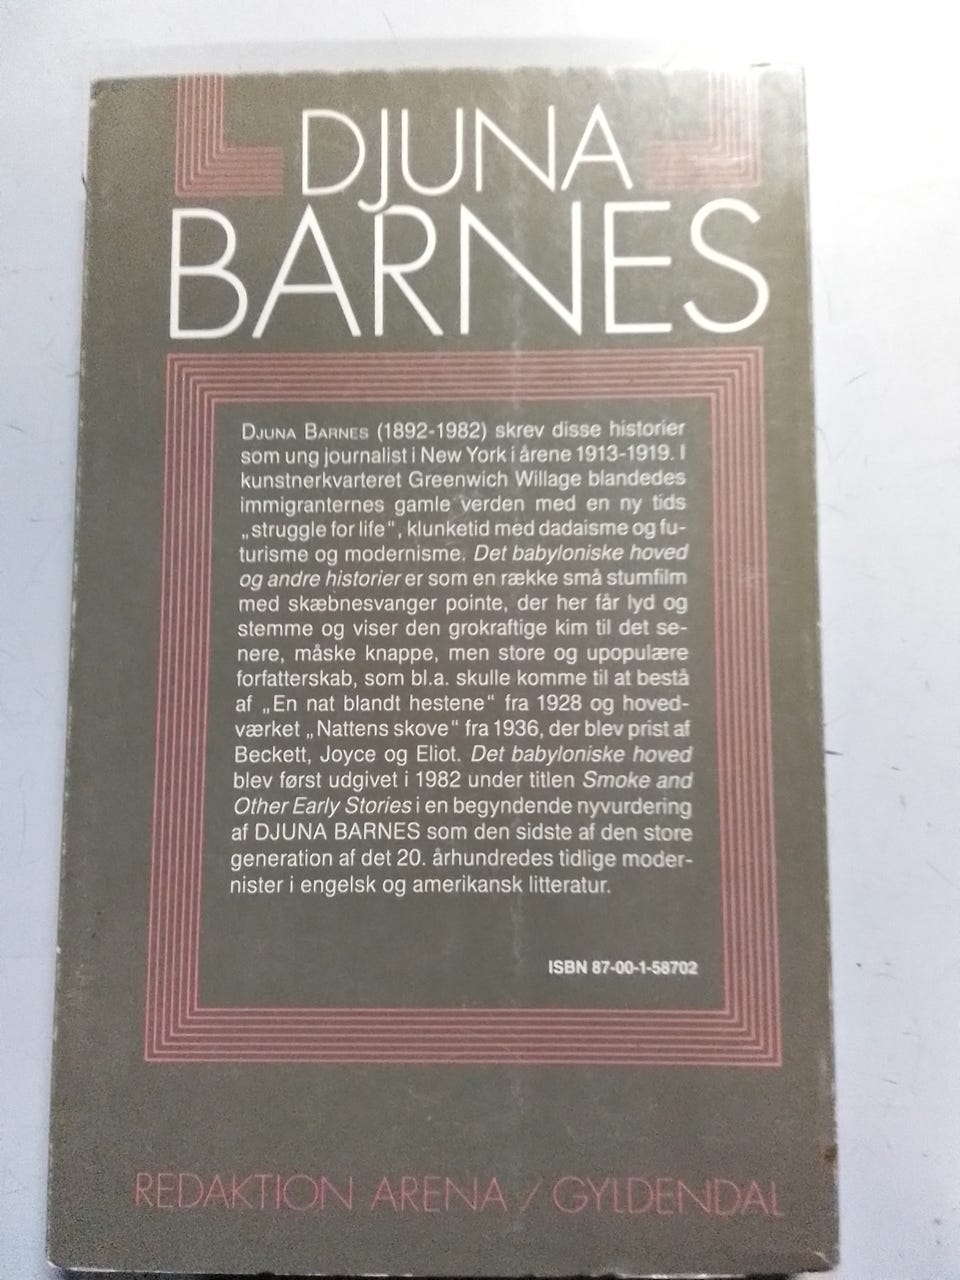 DJUNA
BARNES
DJUNA BARNES (1892-1982) skrev disse historier
som ung journalist i New York i årene 1913-1919. I
kunstnerkvarteret Greenwich Willage blandedes
immigranternes gamle verden med en ny tids
„struggle for life“, klunketid med dadaisme og fu-
turisme og modernisme. Det babyloniske hoved
og andre historier er som en række små stumfilm
med skæbnesvanger pointe, der her får lyd og
stemme og viser den grokraftige kim til det se-
nere, måske knappe, men store og upopulære
forfatterskab, som bl.a. skulle komme til at bestå
af „En nat blandt hestene“ fra 1928 og hoved-
værket „Nattens skove“ fra 1936, der blev prist af
Beckett, Joyce og Eliot. Det babyloniske hoved
blev først udgivet i 1982 under titlen Smoke and
Other Early Stories i en begyndende nyvurdering
af DJUNA BARNES som den sidste af den store
generation af det 20. århundredes tidlige moder-
nister i engelsk og amerikansk litteratur.
ISBN 87-00-1-58702
REDAKTION ARENA / GYLDENDAL